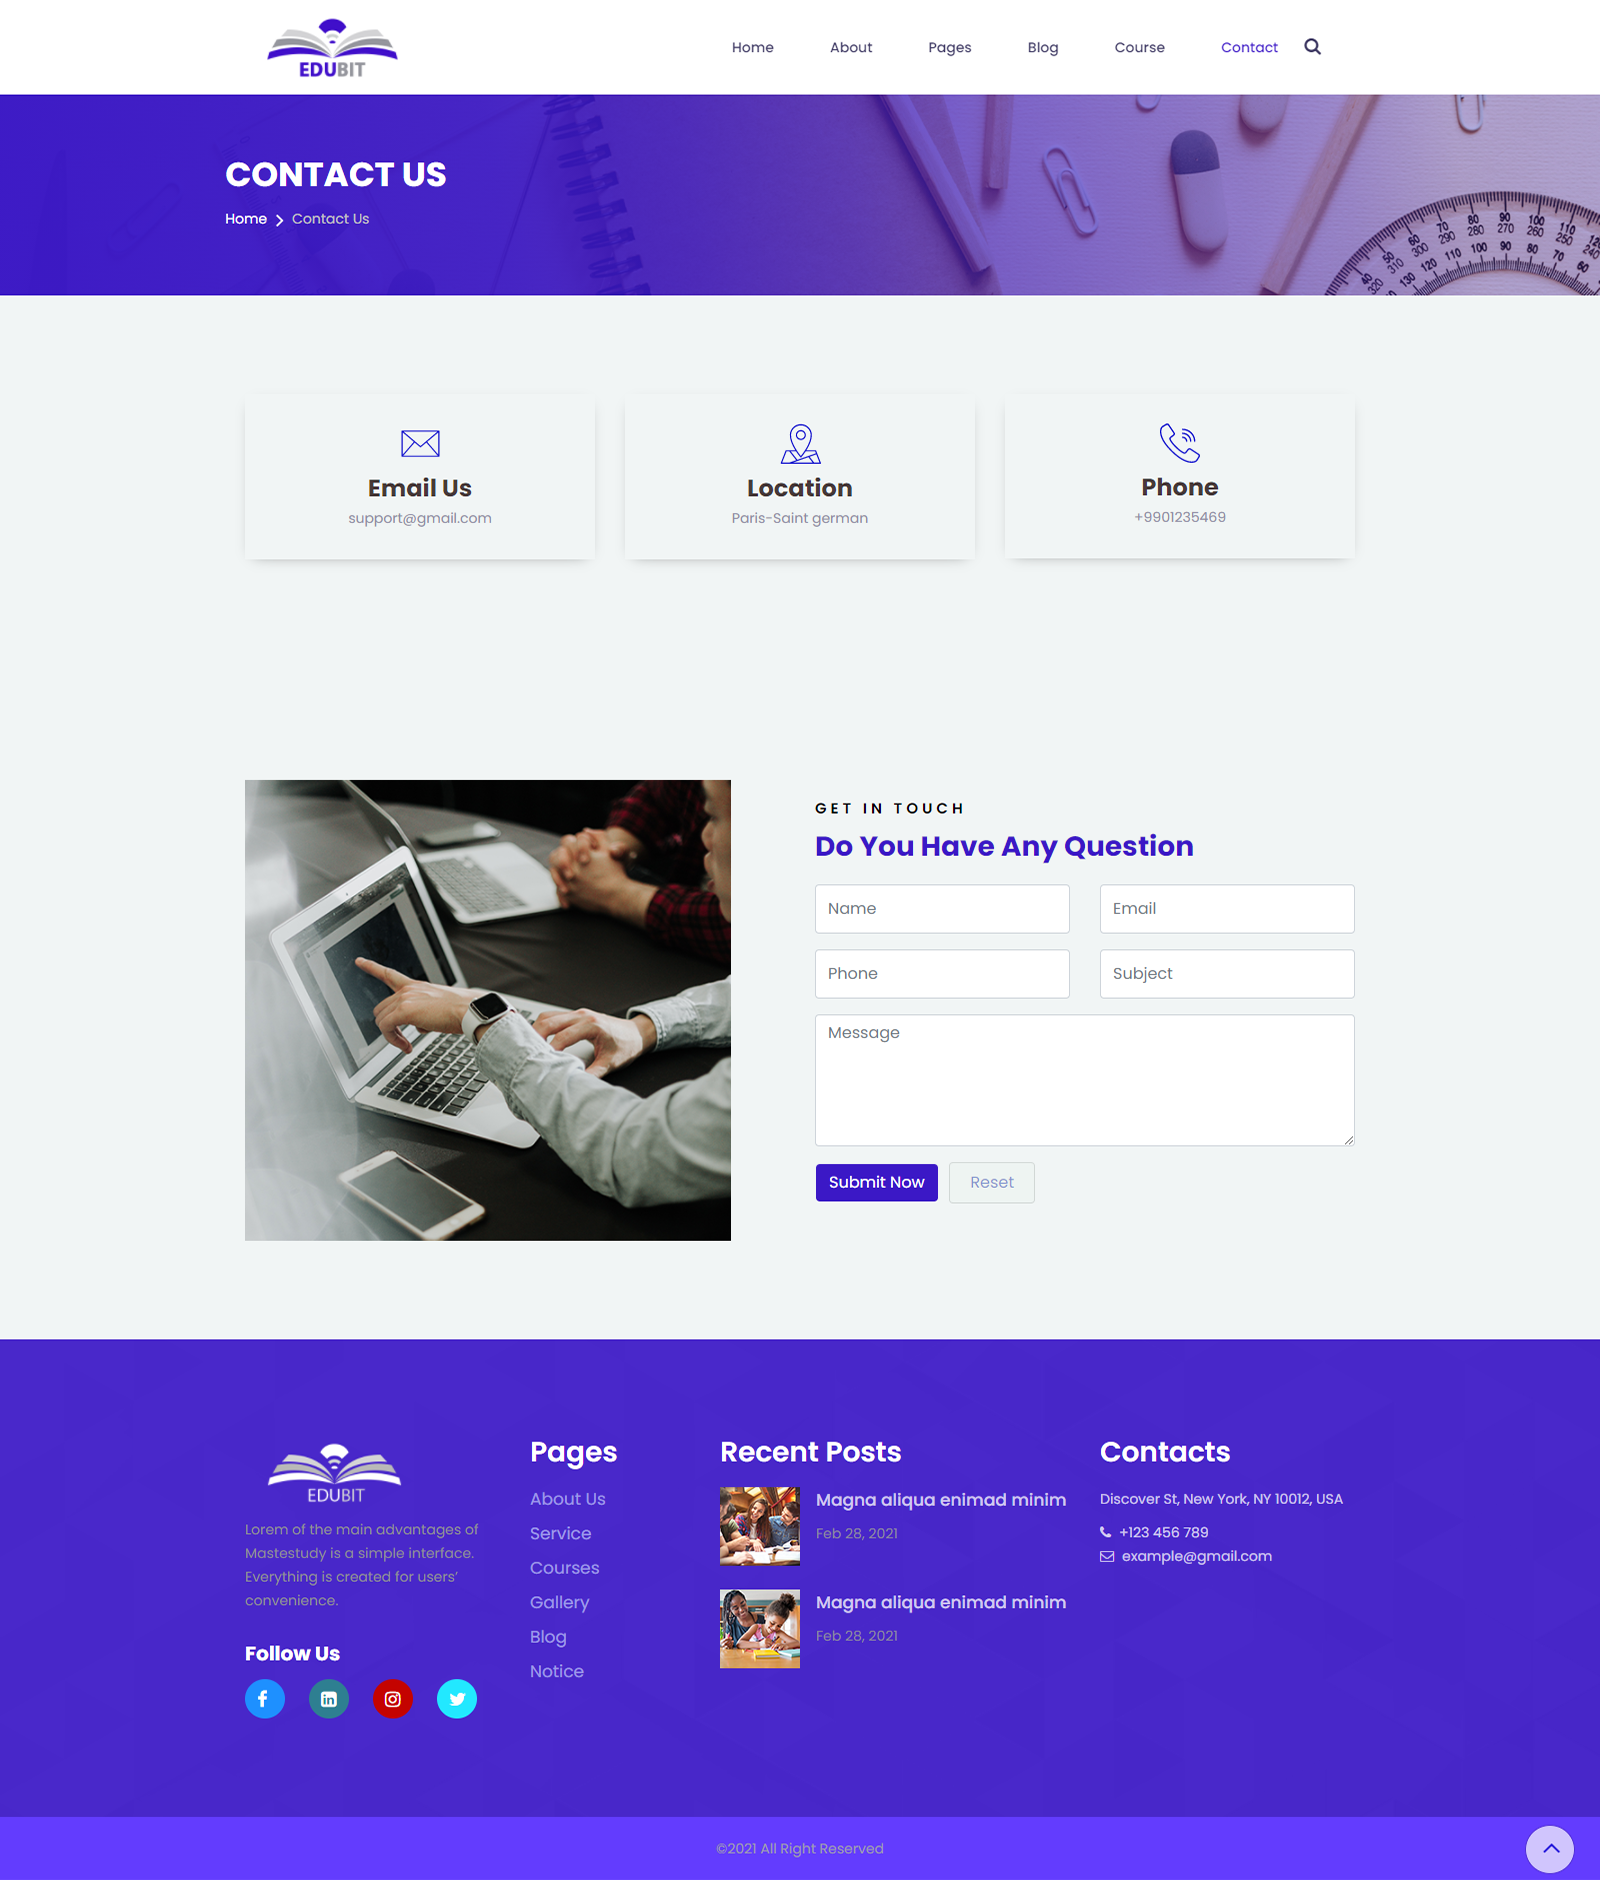 EDUBIT
Home
About
Pages
Blog
Course
Contact
CONTACT US
Home
Contact Us
Email Us
support@gmail.com
Location
Paris-Saint german
Phone
+9901235469
GET IN TOUCH
Do You Have Any Question
Name
Email
Phone
Subject
Message
Submit Now
Reset
EDUBIT
Lorem of the main advantages of
Mastestudy is a simple interface.
Everything is created for users'
convenience.
Follow Us
Pages
About Us
Service
Courses
Gallery
Blog
Notice
Recent Posts
Magna aliqua enimad minim
Feb 28, 2021
Magna aliqua enimad minim
Feb 28, 2021
Contacts
Discover St, New York, NY 10012, USA
+123 456 789
example@gmail.com
©2021 All Right Reserved